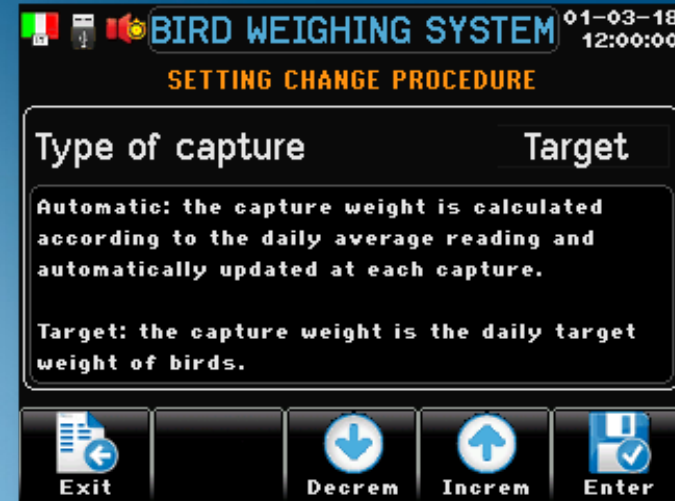 BIRD WEIGHING SYSTEM
01-03-18
12:00:00
SETTING CHANGE PROCEDURE
Type of capture Target
Automatic: the capture weight is calculated
according to the daily average reading and
automatically updated at each capture.
Target: the capture weight is the daily target
weight of birds.
Exit Decrem Increm Enter